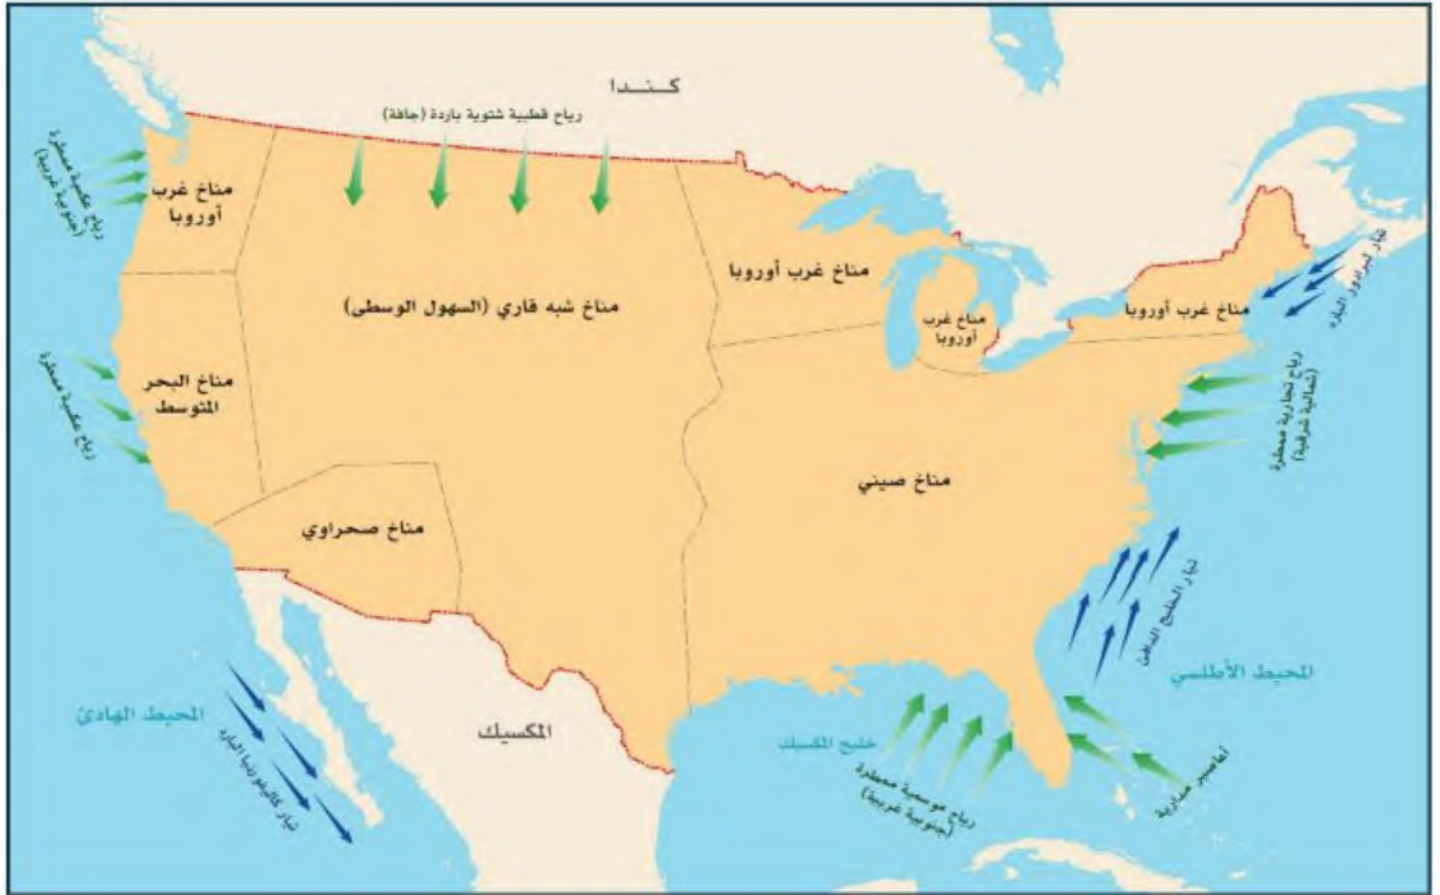 كـنـدا
رياح قطبية شتوية باردة (جافة)
رياح عكسية ممطرة
(جنوبية غربية)
مناخ غرب
أوروبا
مناخ غرب أوروبا
مناخ شبه قاري (السهول الوسطى)
مناخ غرب
أوروبا
مناخ غرب أوروبا
تيار لبرادور البارد
رياح عكسية ممطرة
مناخ البحر
المتوسط
رياح تجارية ممطرة
(شمالية شرقية)
مناخ صيني
مناخ صحراوي
تيار الخليج الدافئ
المحيط الأطلسي
المحيط الهادئ
تيار كاليفورنيا البارد
المكسيك
خليج المكسيك
رياح موسمية ممطرة
(جنوبية غربية)
أعاصير مدارية